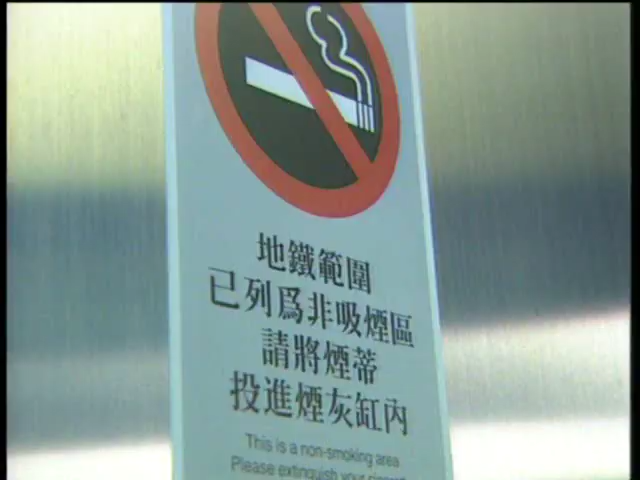 地鐵範圍
已列爲非吸煙區
請將煙蒂
投進煙灰缸內
This is a non-smoking area
Please extinguish your